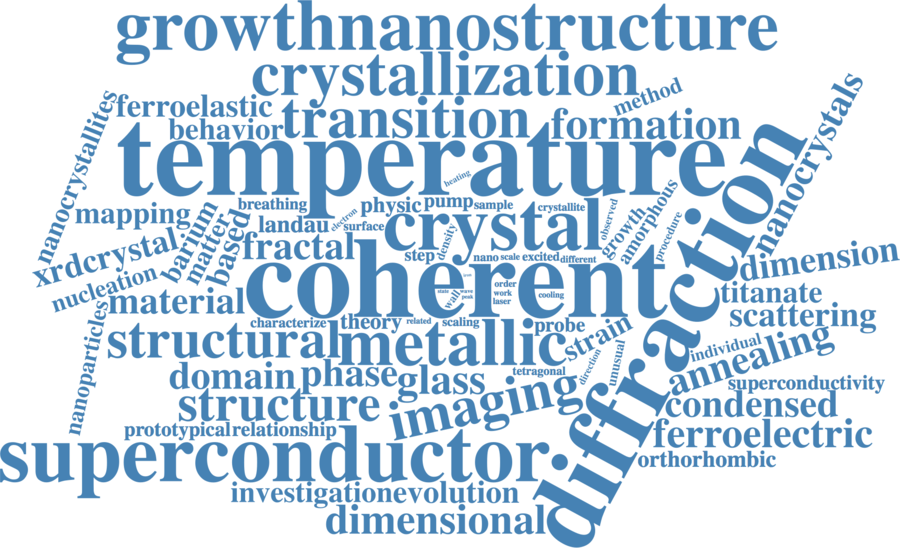 growth nanostructure
crystallization
method
ferroelastic
transition
formation
behavior
temperature
nanocrystals
nanocrystallites
heating
breathing
physic pump sample
crystallite
mapping
barium
matter
based
landau
electron
surface
crystal
observed
growth
amorphous
procedure
diffraction
xrd crystal
fractal
step
density
nano scale excited different
dimension
nucleation
material
coherent
state
wave
peak
wall
order
work
laser
cooling
titanate
scattering
nanoparticles
characterize theory related scaling probe strain
structural metallic
direction
unusual
individual
annealing
tetragonal
domain phase glass
superconductivity
structure
imaging
condensed
prototypical relationship
ferroelectric
superconductor
orthorhombic
investigation evolution
dimensional